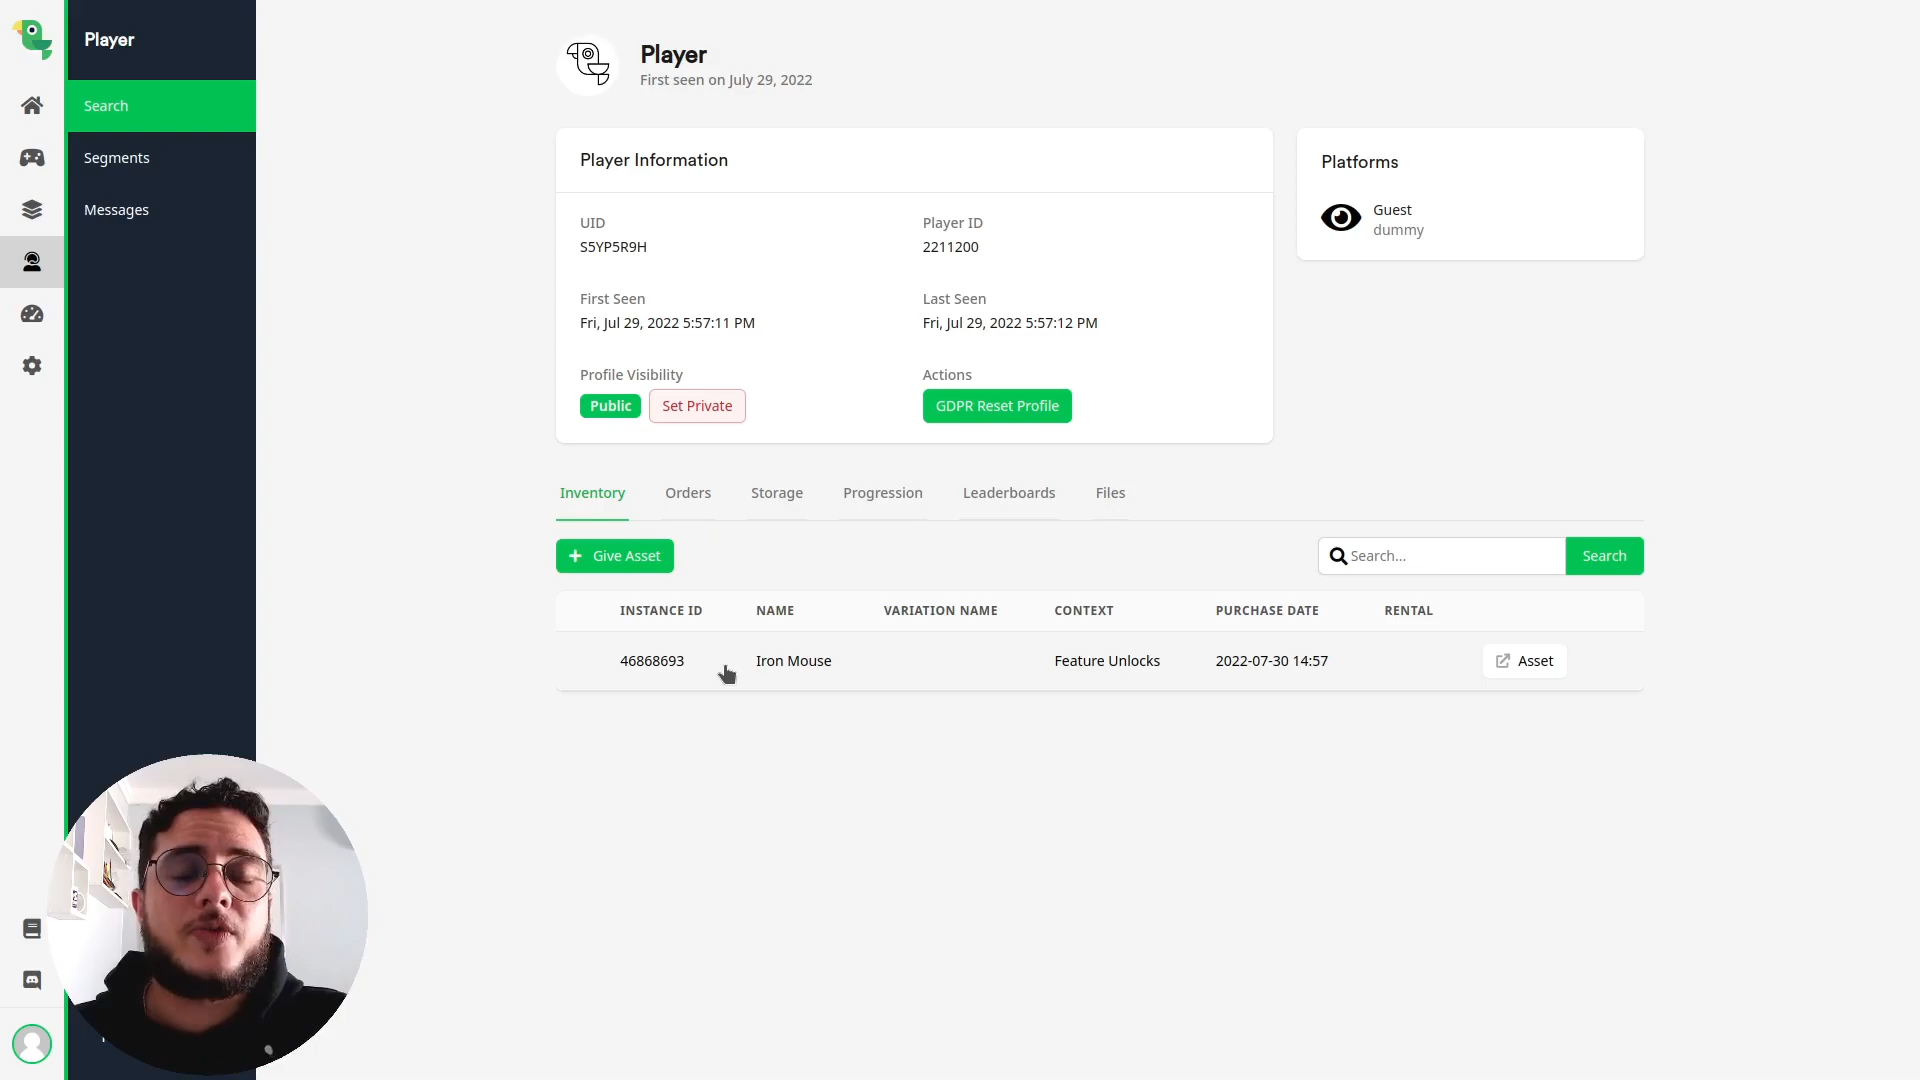 Player
Search
Segments
Messages
Player
First seen on July 29, 2022
Player Information
UID
S5YP5R9H
Player ID
2211200
First Seen
Fri, Jul 29, 2022 5:57:11 PM
Last Seen
Fri, Jul 29, 2022 5:57:12 PM
Profile Visibility
Public Set Private
Actions
GDPR Reset Profile
Platforms
Guest
dummy
Inventory Orders Storage Progression Leaderboards Files
+ Give Asset
Search... Search
INSTANCE ID NAME VARIATION NAME CONTEXT PURCHASE DATE RENTAL
46868693 Iron Mouse Feature Unlocks 2022-07-30 14:57 Asset